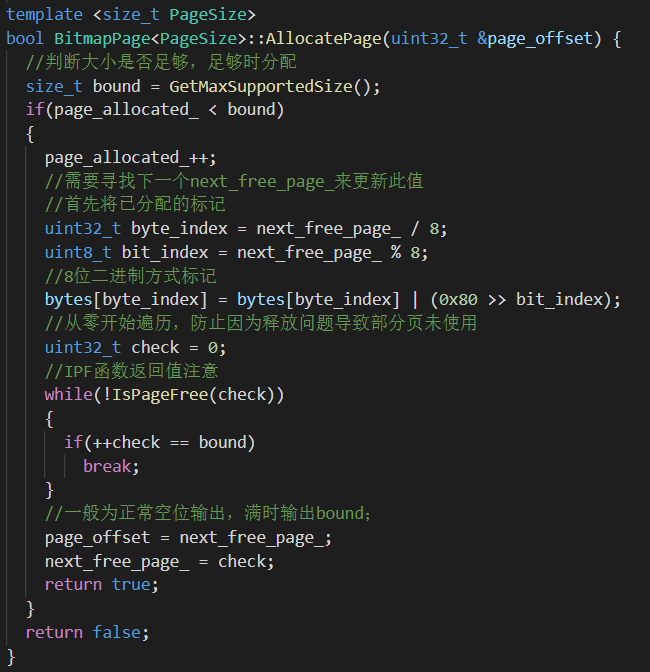 template <size_t PageSize>
bool BitmapPage<PageSize>::AllocatePage(uint32_t &page_offset) {
  //判断大小是否足够，足够时分配
  size_t bound = GetMaxSupportedSize();
  if(page_allocated_ < bound)
  {
    page_allocated_++;
    //需要寻找下一个next_free_page_来更新此值
    //首先将已分配的标记
    uint32_t byte_index = next_free_page_ / 8;
    uint8_t bit_index = next_free_page_ % 8;
    //8位二进制方式标记
    bytes[byte_index] = bytes[byte_index] | (0x80 >> bit_index);
    //从零开始遍历，防止因为释放问题导致部分页未使用
    uint32_t check = 0;
    //IPF函数返回值注意
    while(!IsPageFree(check))
    {
      if(++check == bound)
        break;
    }
    //一般为正常空位输出，满时输出bound；
    page_offset = next_free_page_;
    next_free_page_ = check;
    return true;
  }
  return false;
}